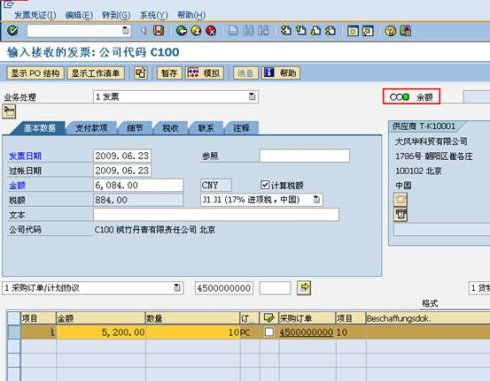 发票凭证(I) 编辑(E) 转到(G) 系统(Y) 帮助(H)
输入接收的发票: 公司代码 C100
显示 PO 结构 显示工作清单 暂存 模拟 消息 帮助
业务处理 1 发票 余额
基本数据 支付款项 细节 税收 联系 注释
供应商 T-K10001
发票日期 2009.06.23 参照
大风华科贸有限公司
过帐日期 2009.06.23
1786号 朝阳区崔各庄
金额 6,084.00 CNY 计算税额
100102 北京
税额 884.00 J1 J1 (17% 进项税, 中国)
中国
文本
公司代码 C100 柯竹丹青有限责任公司 北京
1 采购订单/计划协议 4500000000
格式
项目 金额 数量 订 采购订单 项目 Beschaffungsdok.
1 5,200.00 10 PC 4500000000 10